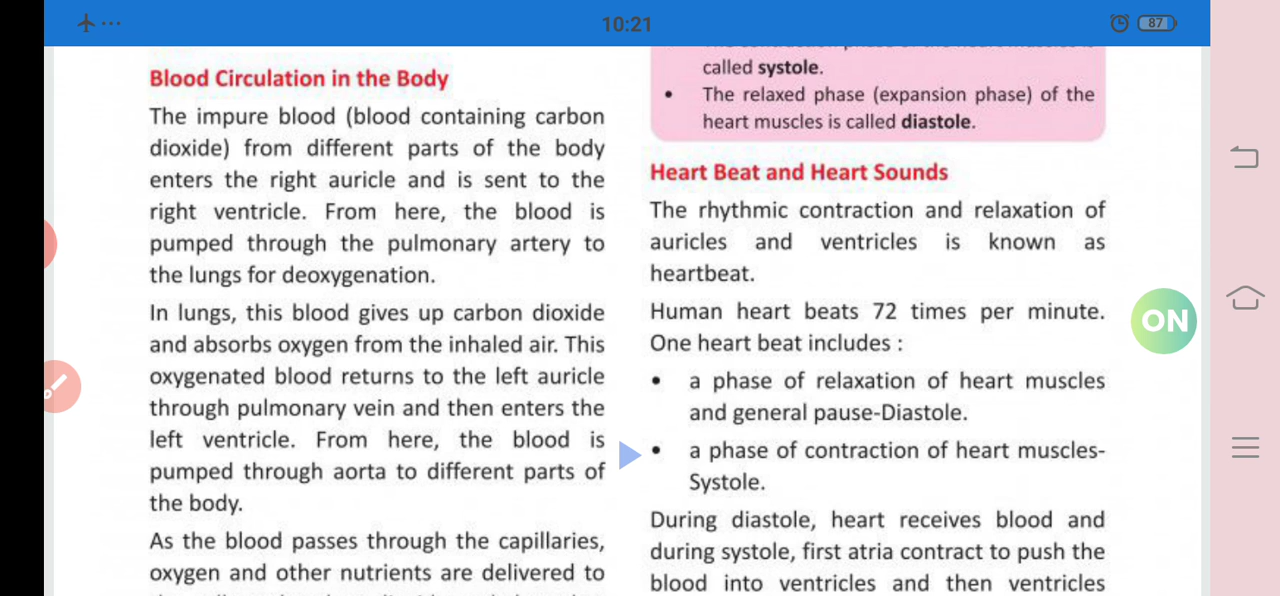 10:21
87
Blood Circulation in the Body
The impure blood (blood containing carbon
dioxide) from different parts of the body
enters the right auricle and is sent to the
right ventricle. From here, the blood is
pumped through the pulmonary artery to
the lungs for deoxygenation.
In lungs, this blood gives up carbon dioxide
and absorbs oxygen from the inhaled air. This
oxygenated blood returns to the left auricle
through pulmonary vein and then enters the
left ventricle. From here, the blood is
pumped through aorta to different parts of
the body.
As the blood passes through the capillaries,
oxygen and other nutrients are delivered to
called systole.
• The relaxed phase (expansion phase) of the
heart muscles is called diastole.
Heart Beat and Heart Sounds
The rhythmic contraction and relaxation of
auricles and ventricles is known as
heartbeat.
Human heart beats 72 times per minute.
One heart beat includes :
• a phase of relaxation of heart muscles
and general pause-Diastole.
• a phase of contraction of heart muscles-
Systole.
During diastole, heart receives blood and
during systole, first atria contract to push the
blood into ventricles and then ventricles
ON